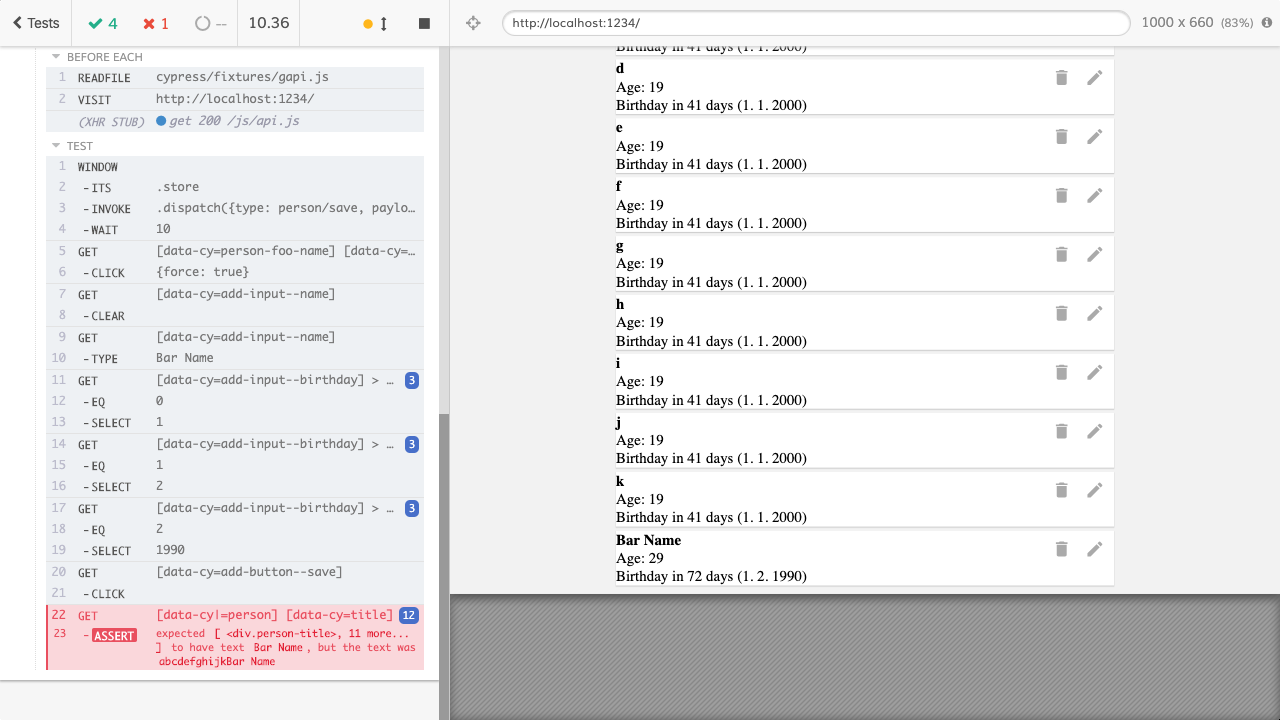 Tests 4 1 -- 10.36
http://localhost:1234/ 1000 x 660 (83%)
BEFORE EACH
1 READFILE cypress/fixtures/gapi.js
2 VISIT http://localhost:1234/
(XHR STUB) get 200 /js/api.js
TEST
1 WINDOW
2 - ITS .store
3 - INVOKE .dispatch({type: person/save, paylo…
4 - WAIT 10
5 GET [data-cy=person-foo-name] [data-cy=…
6 - CLICK {force: true}
7 GET [data-cy=add-input--name]
8 - CLEAR
9 GET [data-cy=add-input--name]
10 - TYPE Bar Name
11 GET [data-cy=add-input--birthday] > … 3
12 - EQ 0
13 - SELECT 1
14 GET [data-cy=add-input--birthday] > … 3
15 - EQ 1
16 - SELECT 2
17 GET [data-cy=add-input--birthday] > … 3
18 - EQ 2
19 - SELECT 1990
20 GET [data-cy=add-button--save]
21 - CLICK
22 GET [data-cy|=person] [data-cy=title] 12
23 - ASSERT expected [ <div.person-title>, 11 more...
] to have text Bar Name, but the text was
abcdefghijkBar Name
Birthday in 41 days (1. 1. 2000)
d
Age: 19
Birthday in 41 days (1. 1. 2000)
e
Age: 19
Birthday in 41 days (1. 1. 2000)
f
Age: 19
Birthday in 41 days (1. 1. 2000)
g
Age: 19
Birthday in 41 days (1. 1. 2000)
h
Age: 19
Birthday in 41 days (1. 1. 2000)
i
Age: 19
Birthday in 41 days (1. 1. 2000)
j
Age: 19
Birthday in 41 days (1. 1. 2000)
k
Age: 19
Birthday in 41 days (1. 1. 2000)
Bar Name
Age: 29
Birthday in 72 days (1. 2. 1990)